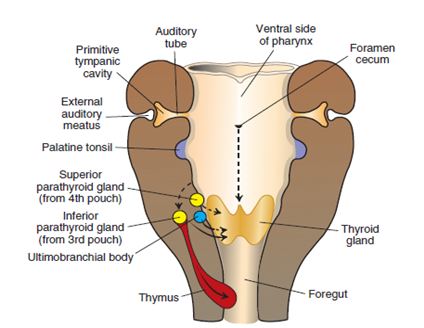 Auditory
tube
Ventral side
of pharynx
Foramen
cecum
Primitive
tympanic
cavity
External
auditory
meatus
Palatine tonsil
Superior
parathyroid gland
(from 4th pouch)
Inferior
parathyroid gland
(from 3rd pouch)
Ultimobranchial body
Thymus
Thyroid
gland
Foregut